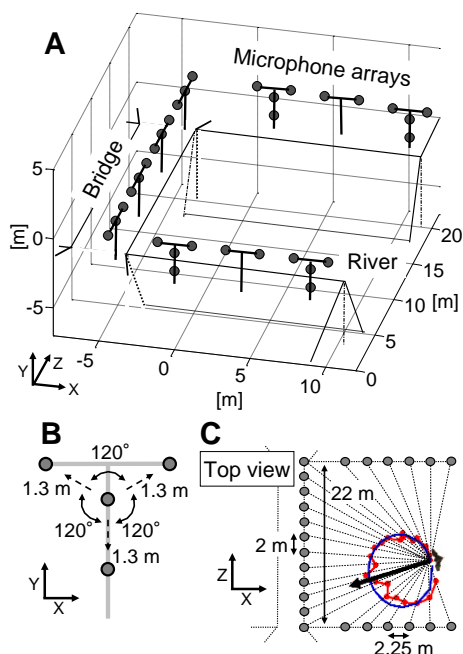 A
Microphone arrays
Bridge
River
5
0
-5
[m]
-5
0
5
10
[m]
0
5
10
15
20
[m]
Y
Z
X
B
120°
1.3 m
1.3 m
120°
120°
1.3 m
Y
X
C
Top view
22 m
2 m
Z
X
2.25 m